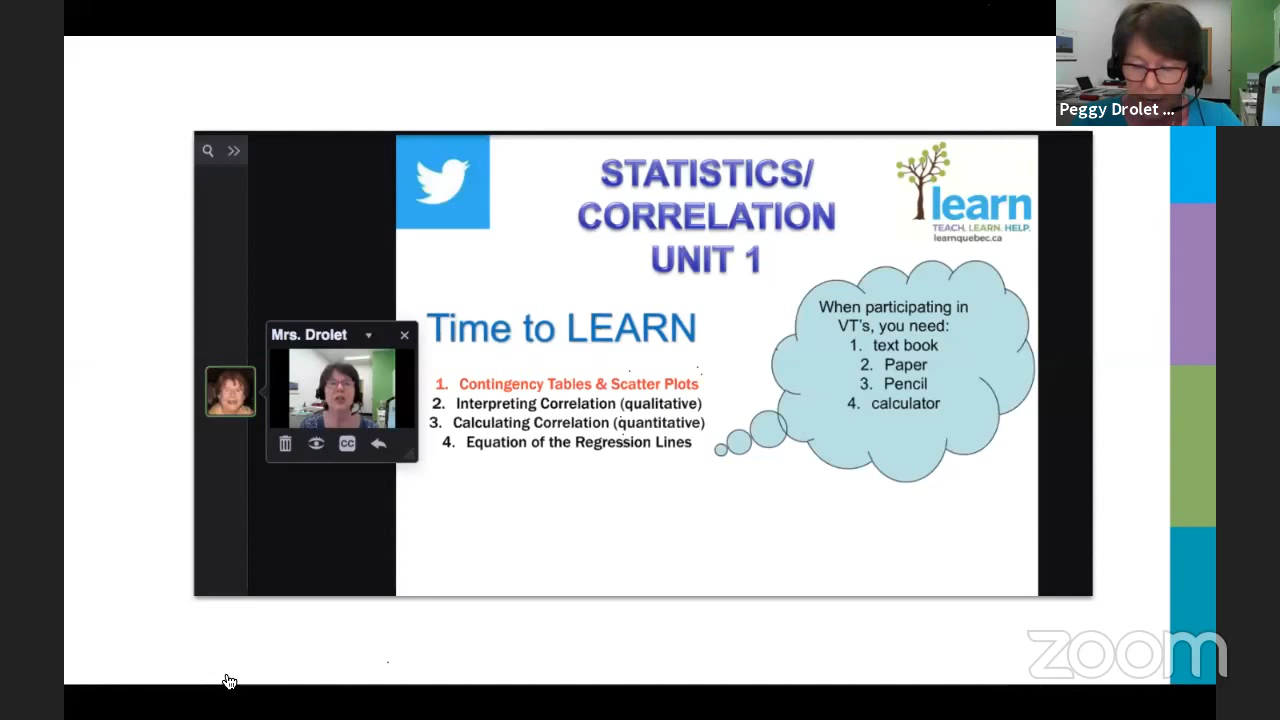 Peggy Drolet ...
STATISTICS/
CORRELATION
UNIT 1
learn
TEACH. LEARN. HELP.
learnquebec.ca
Time to LEARN
1. Contingency Tables & Scatter Plots
2. Interpreting Correlation (qualitative)
3. Calculating Correlation (quantitative)
4. Equation of the Regression Lines
When participating in
VT's, you need:
1. text book
2. Paper
3. Pencil
4. calculator
Mrs. Drolet
CC
zoom